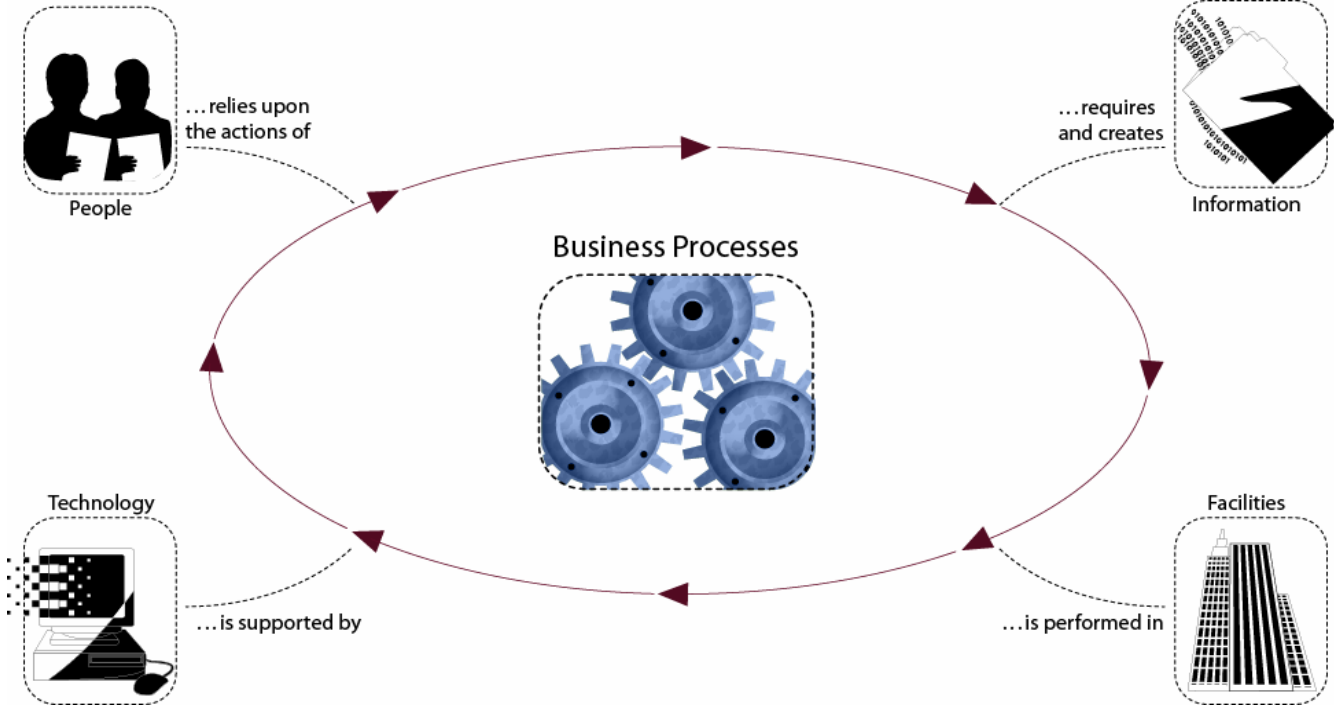 …relies upon
the actions of
People
…requires
and creates
Information
Business Processes
Technology
…is supported by
Facilities
…is performed in